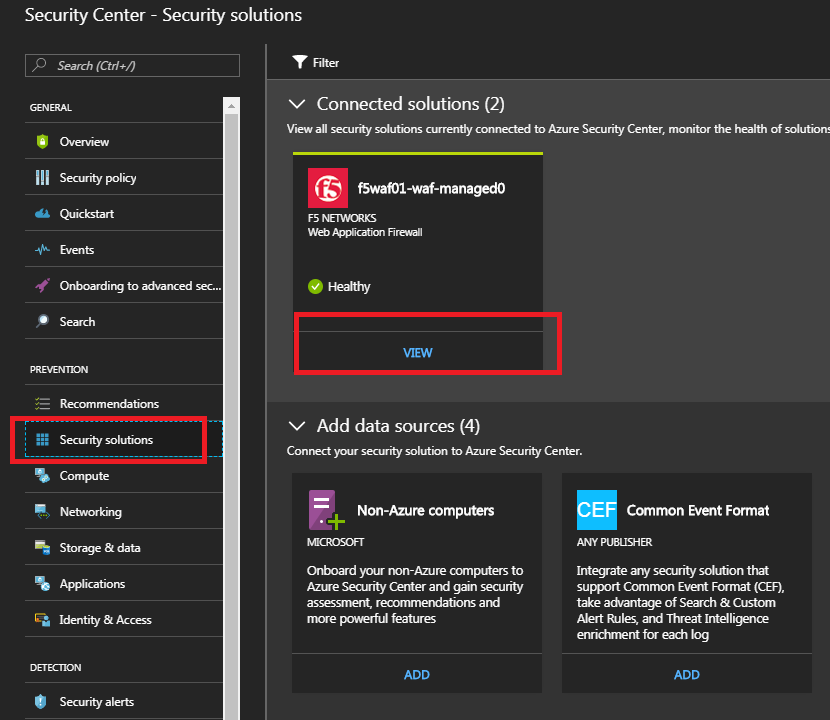 Security Center - Security solutions
Search (Ctrl+/)
GENERAL
Overview
Security policy
Quickstart
Events
Onboarding to advanced sec...
Search
PREVENTION
Recommendations
Security solutions
Compute
Networking
Storage & data
Applications
Identity & Access
DETECTION
Security alerts
Filter
Connected solutions (2)
View all security solutions currently connected to Azure Security Center, monitor the health of solutions
f5
f5waf01-waf-managed0
F5 NETWORKS
Web Application Firewall
Healthy
VIEW
Add data sources (4)
Connect your security solution to Azure Security Center.
Non-Azure computers
MICROSOFT
Onboard your non-Azure computers to
Azure Security Center and gain security
assessment, recommendations and
more powerful features
ADD
CEF
Common Event Format
ANY PUBLISHER
Integrate any security solution that
support Common Event Format (CEF),
take advantage of Search & Custom
Alert Rules, and Threat Intelligence
enrichment for each log
ADD